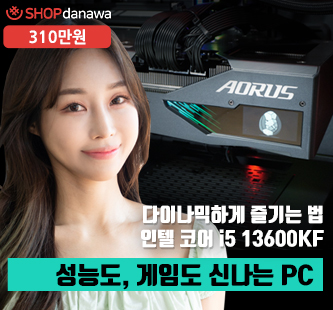 SHOPdanawa
310만원
AORUS
다이나믹하게 즐기는 법
인텔 코어 i5 13600KF
성능도, 게임도 신나는 PC